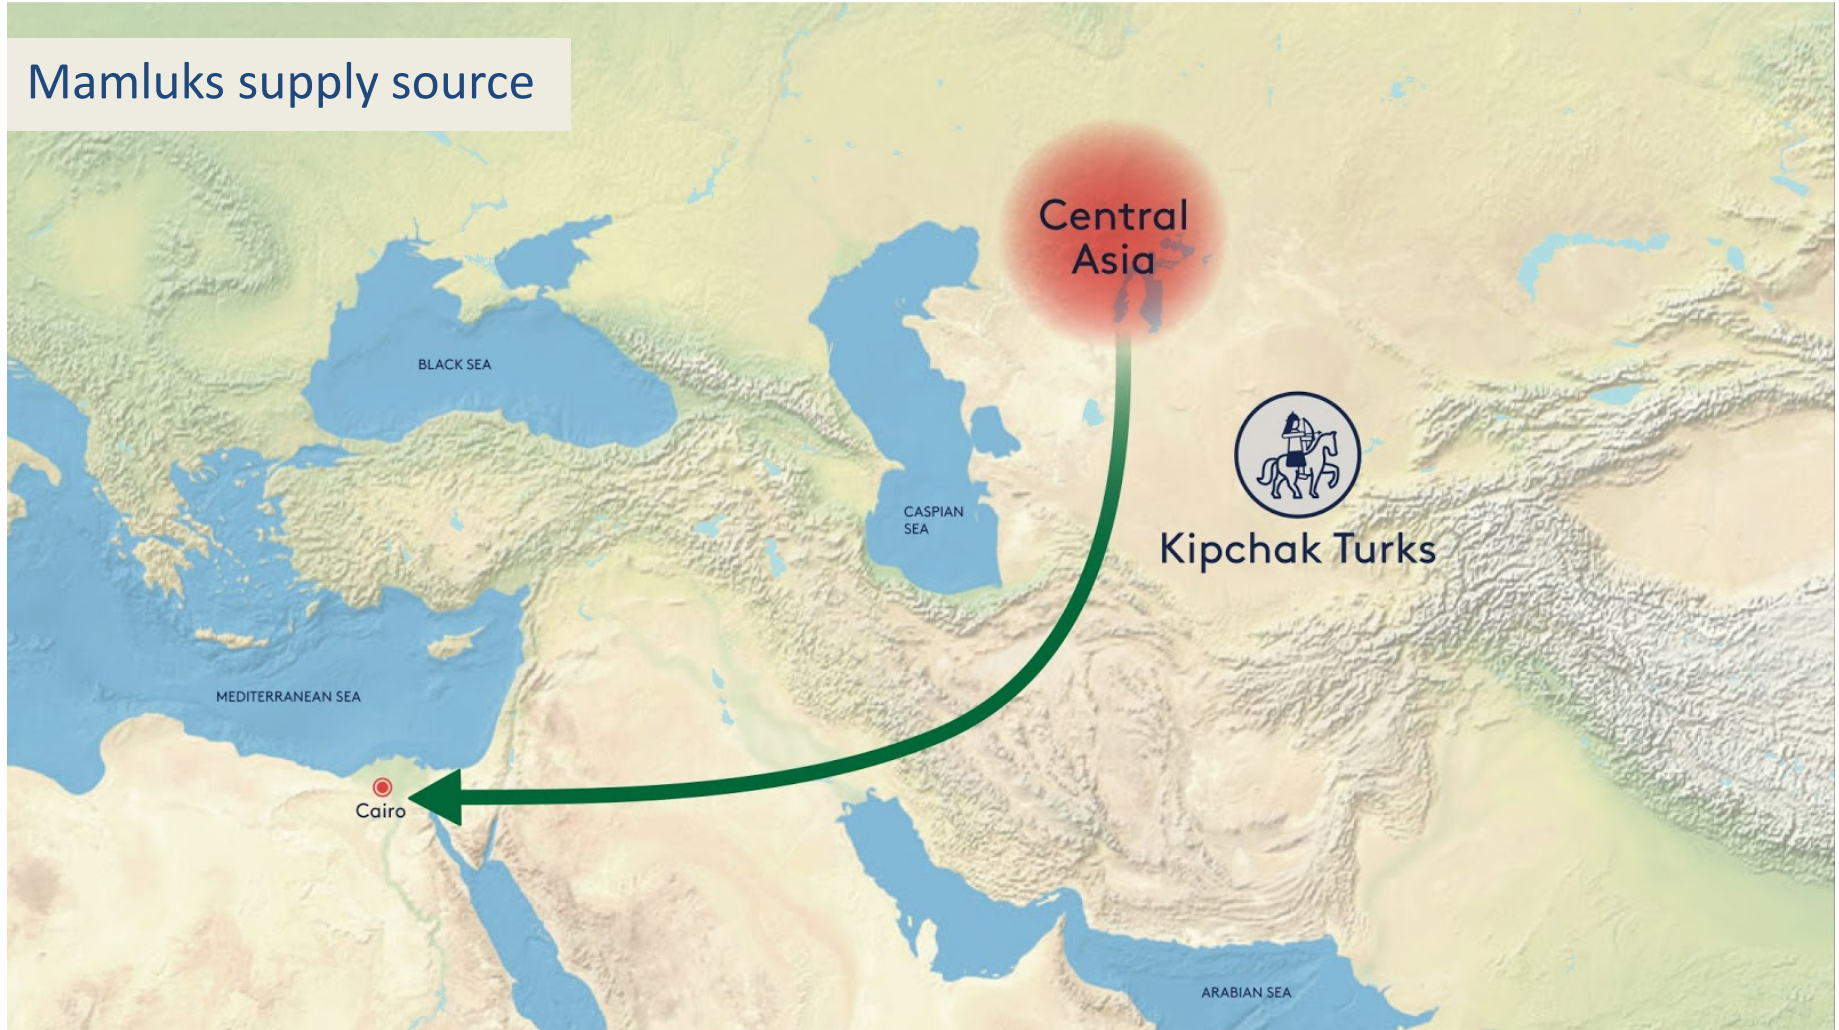 Mamluks supply source
Central
Asia
BLACK SEA
CASPIAN
SEA
Kipchak Turks
MEDITERRANEAN SEA
Cairo
ARABIAN SEA